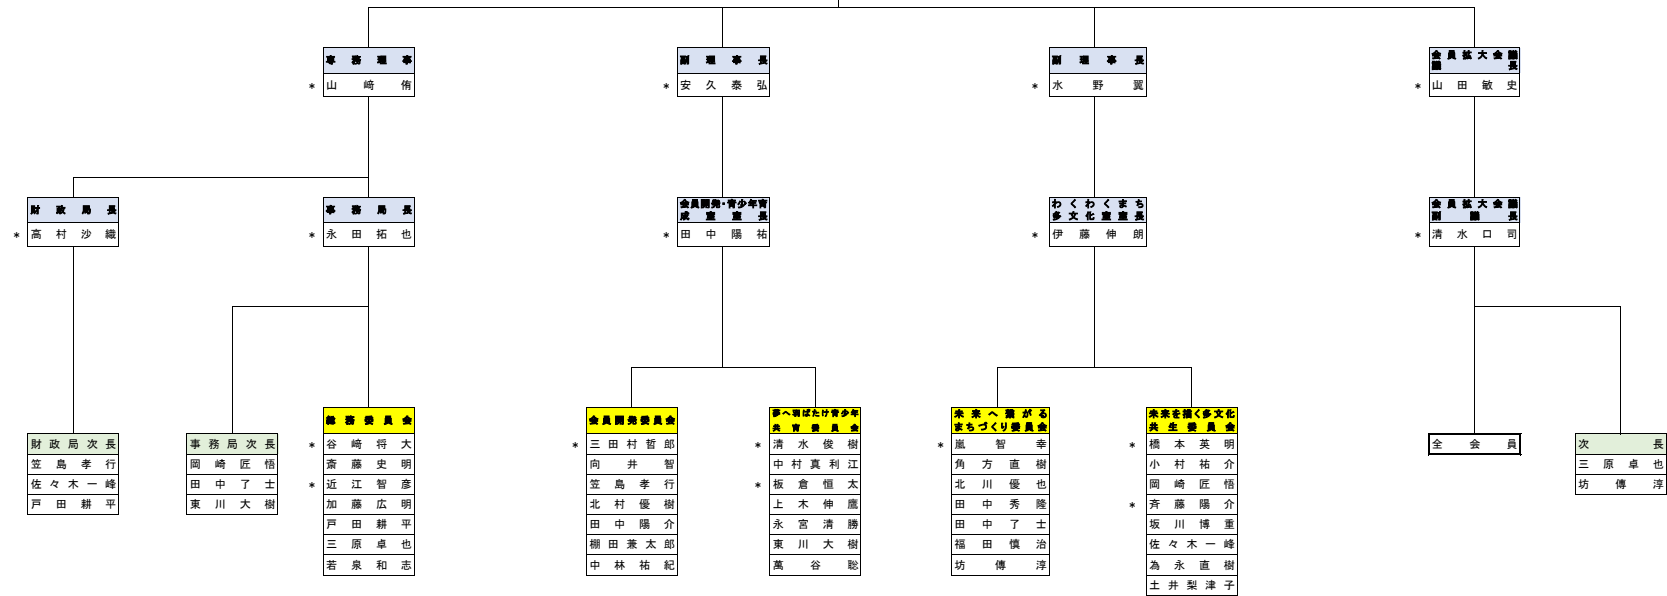 専務理事
* 山﨑侑
副理事長
* 安久泰弘
副理事長
* 水野翼
会員拡大会議
議長
* 山田敏史
財政局長
* 高村沙織
事務局長
* 永田拓也
会員開発・青少年育
成室室長
* 田中陽祐
わくわくまち
多文化室室長
* 伊藤伸朗
会員拡大会議
副議長
* 清水口司
財政局次長
笠島孝行
佐々木一峰
戸田耕平
事務局次長
岡崎匠悟
田中了士
東川大樹
総務委員会
* 谷﨑将大
斎藤史明
* 近江智彦
加藤広明
戸田耕平
三原卓也
若泉和志
会員開発委員会
* 三田村哲郎
向井智
笠島孝行
北村優樹
田中陽介
棚田兼太郎
中林祐紀
夢へ羽ばたけ青少年
共育委員会
* 清水俊樹
中村真利江
* 板倉恒太
上木伸鷹
永宮清勝
東川大樹
萬谷聡
未来へ繋がる
まちづくり委員会
* 嵐智幸
角方直樹
北川優也
田中秀隆
田中了士
福田慎治
坊傳淳
未来を描く多文化
共生委員会
* 橋本英明
小村祐介
岡崎匠悟
* 斉藤陽介
坂川博重
佐々木一峰
為永直樹
土井梨津子
全会員
次長
三原卓也
坊傳淳